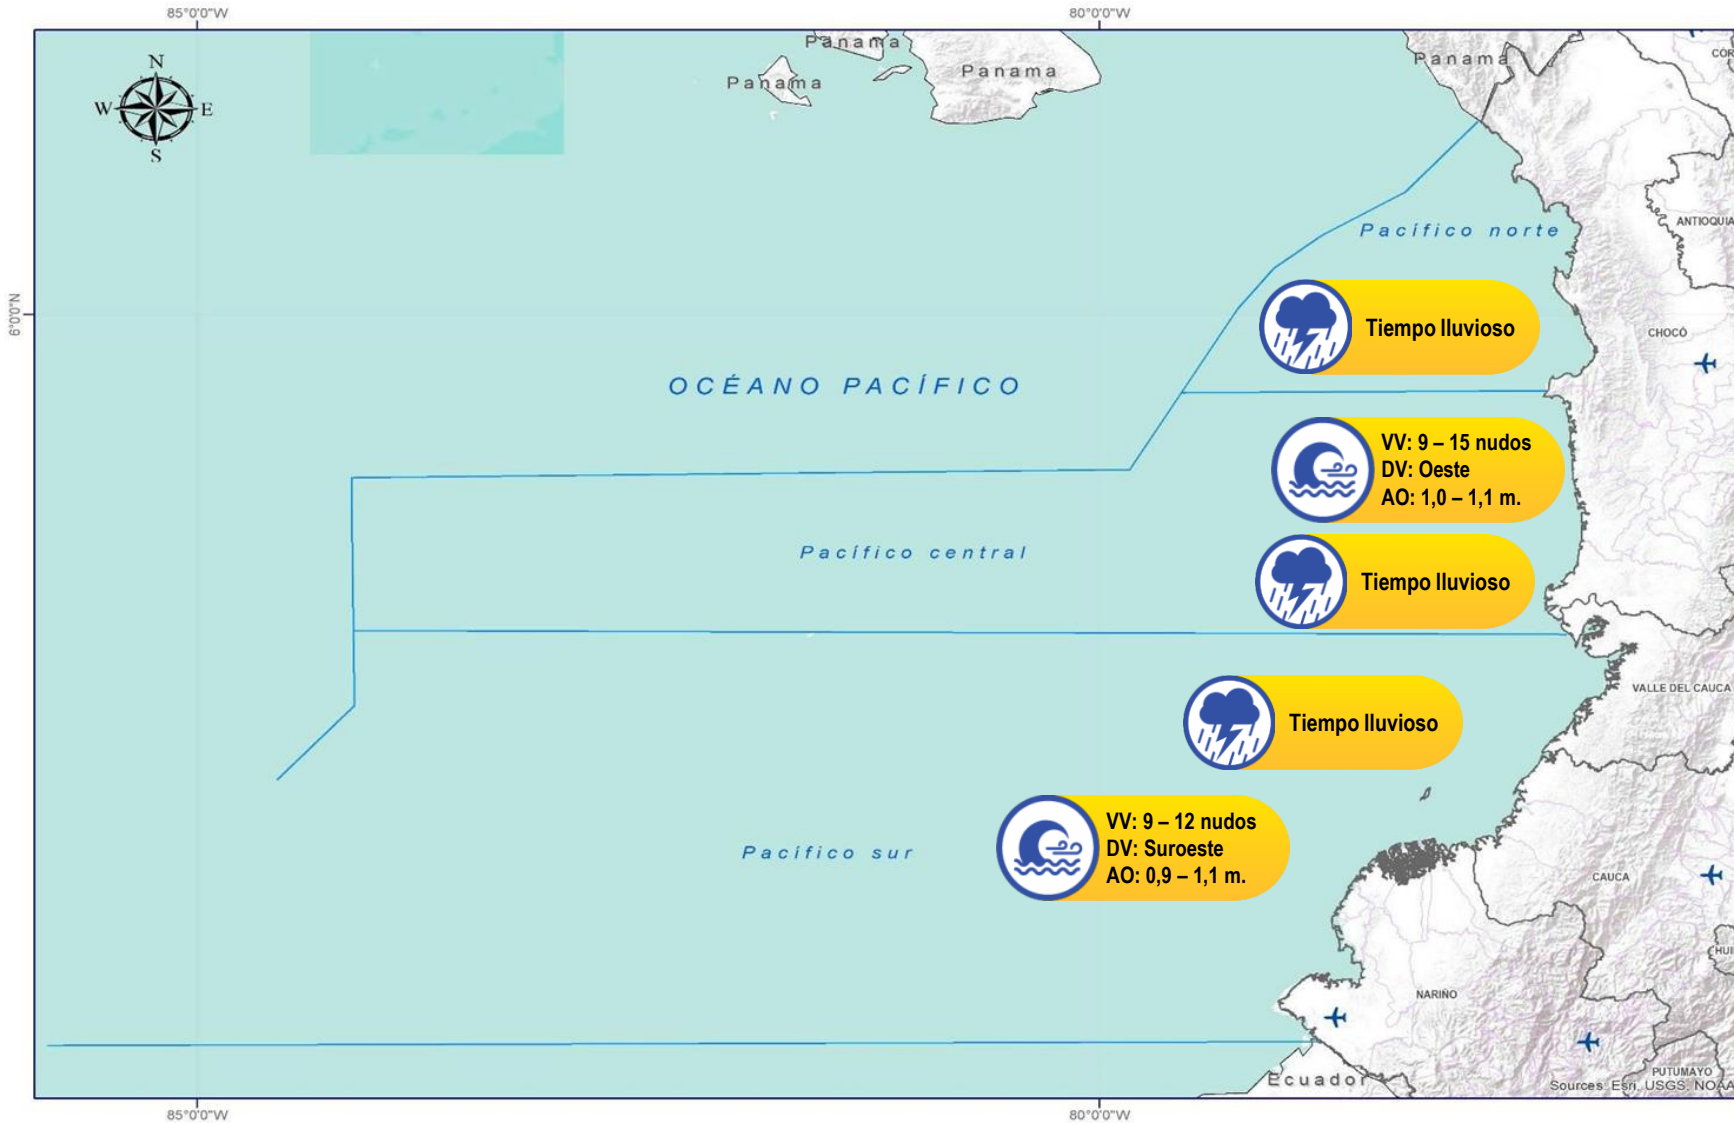 85°0'0"W
80°0'0"W
N
W
E
S
Panama
Panama
Panama
Panama
ANTIOQUIA
Pacífico norte
6°0'0"N
Tiempo lluvioso
CHOCÓ
OCÉANO PACÍFICO
VV: 9 – 15 nudos
DV: Oeste
AO: 1,0 – 1,1 m.
Pacífico central
Tiempo lluvioso
VALLE DEL CAUCA
Tiempo lluvioso
VV: 9 – 12 nudos
DV: Suroeste
AO: 0,9 – 1,1 m.
Pacífico sur
CAUCA
HUI
NARIÑO
PUTUMAYO
Ecuador
Sources: Esri, USGS, NOAA
85°0'0"W
80°0'0"W